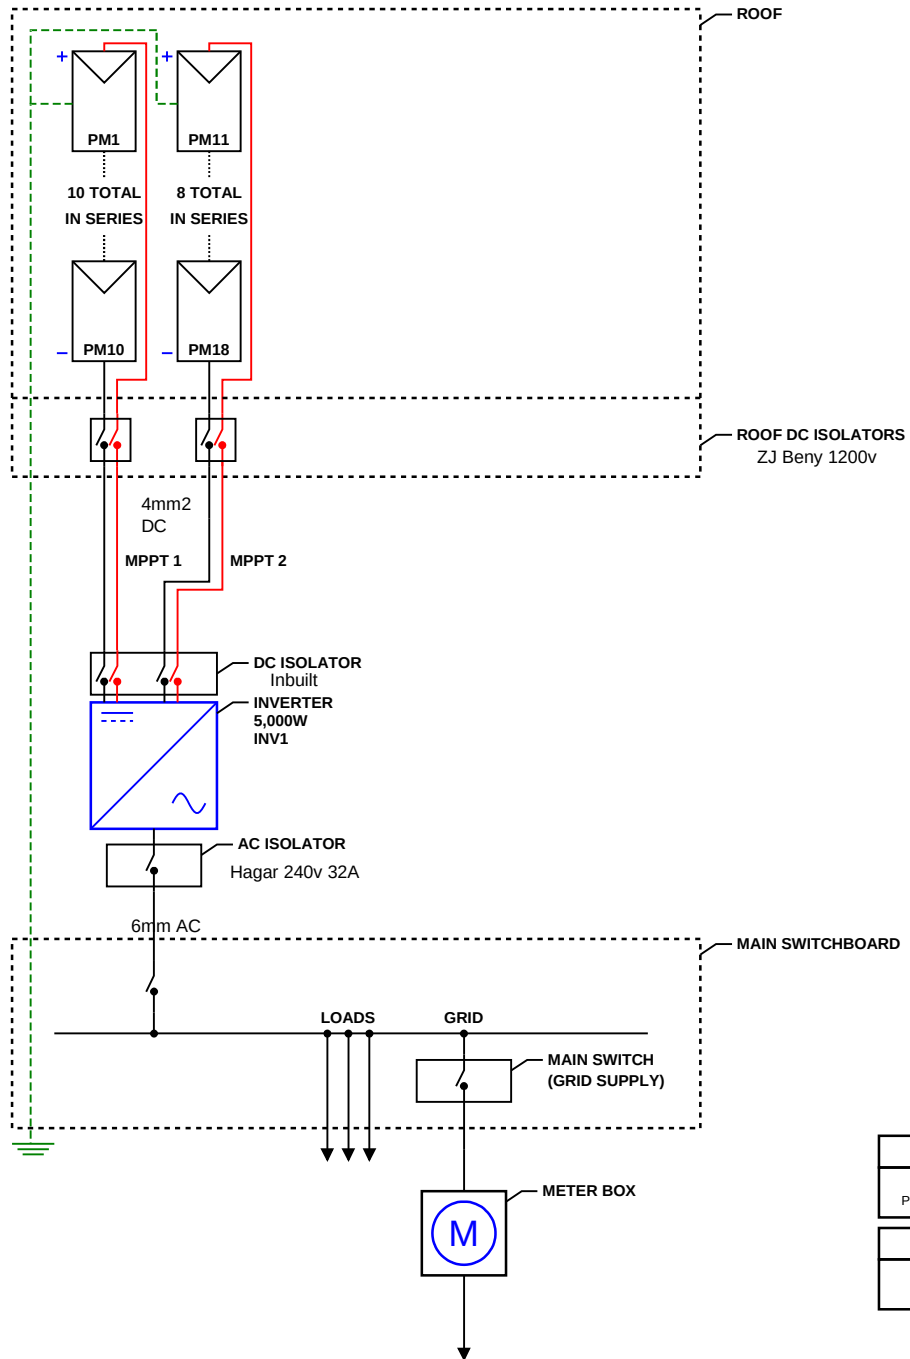 ROOF
+
+
PM1
PM11
10 TOTAL
IN SERIES
8 TOTAL
IN SERIES
PM10
PM18
–
–
ROOF DC ISOLATORS
ZJ Beny 1200v
4mm2
DC
MPPT 1
MPPT 2
DC ISOLATOR
Inbuilt
INVERTER
5,000W
INV1
AC ISOLATOR
Hagar 240v 32A
6mm AC
MAIN SWITCHBOARD
LOADS
GRID
MAIN SWITCH
(GRID SUPPLY)
METER BOX
M
P